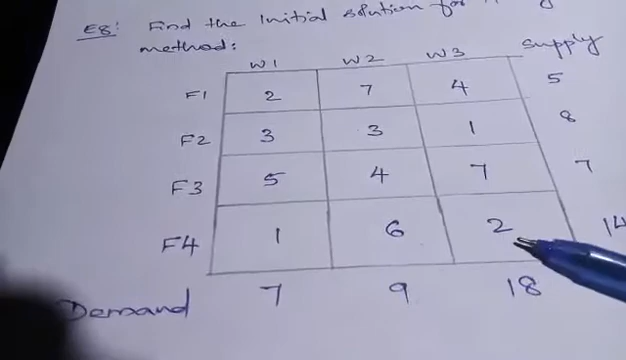 E8: Find the Initial solution for
method:
W1 W2 W3 Supply
F1 2 7 4 5
F2 3 3 1 8
F3 5 4 7 7
F4 1 6 2 14
Demand 7 9 18